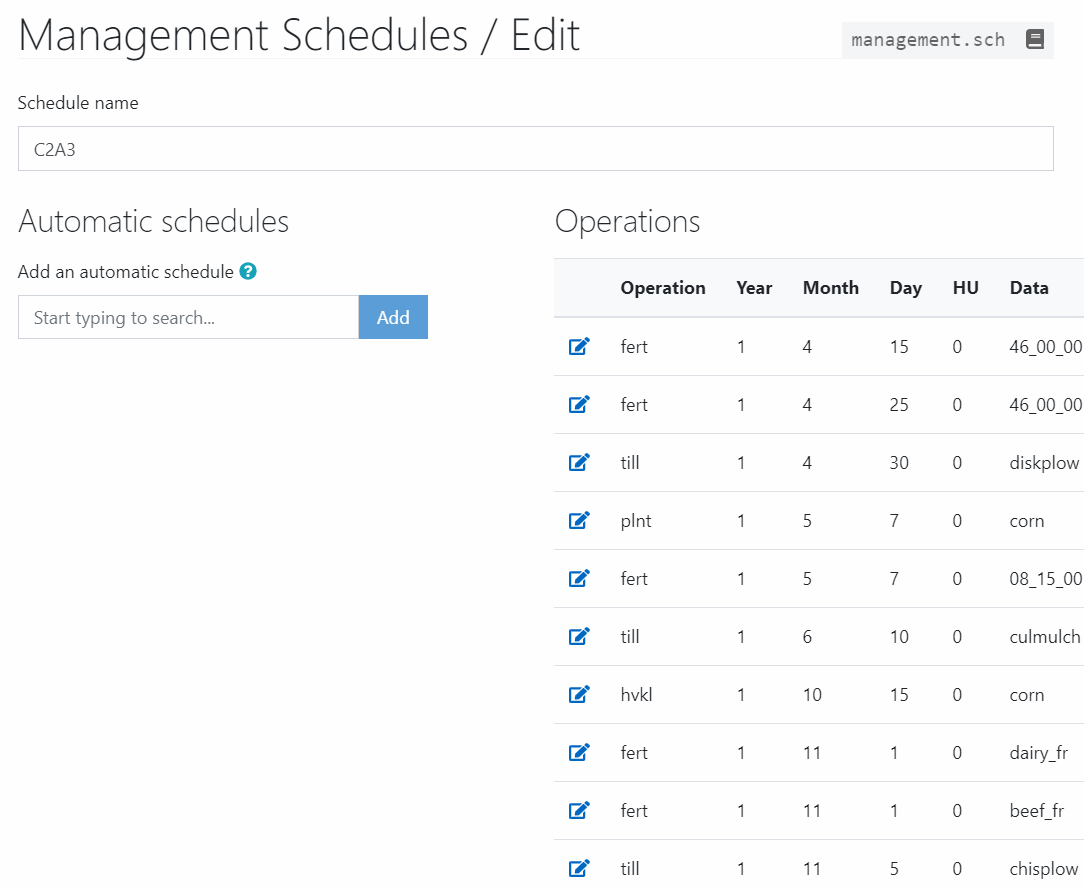 Management Schedules / Edit
management.sch
Schedule name
C2A3
Automatic schedules
Add an automatic schedule ?
Start typing to search...
Add
Operations
Operation Year Month Day HU Data
fert 1 4 15 0 46_00_00
fert 1 4 25 0 46_00_00
till 1 4 30 0 diskplow
plnt 1 5 7 0 corn
fert 1 5 7 0 08_15_00
till 1 6 10 0 culmulch
hvkl 1 10 15 0 corn
fert 1 11 1 0 dairy_fr
fert 1 11 1 0 beef_fr
till 1 11 5 0 chisplow